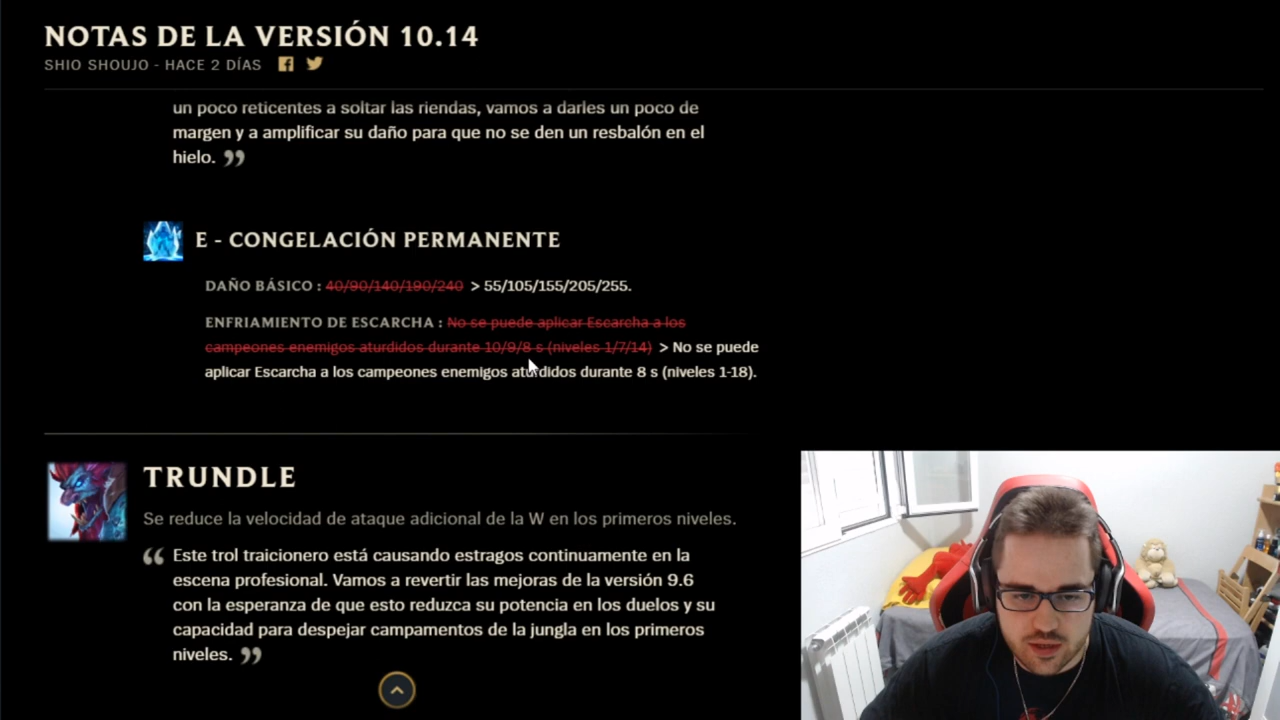 NOTAS DE LA VERSIÓN 10.14
SHIO SHOUJO - HACE 2 DÍAS
un poco reticentes a soltar las riendas, vamos a darles un poco de
margen y a amplificar su daño para que no se den un resbalón en el
hielo. ”
E - CONGELACIÓN PERMANENTE
DAÑO BÁSICO : 40/90/140/190/240 > 55/105/155/205/255.
ENFRIAMIENTO DE ESCARCHA : No se puede aplicar Escarcha a los
campeones enemigos aturdidos durante 10/9/8 s (niveles 1/7/14) > No se puede
aplicar Escarcha a los campeones enemigos aturdidos durante 8 s (niveles 1-18).
TRUNDLE
Se reduce la velocidad de ataque adicional de la W en los primeros niveles.
“ Este trol traicionero está causando estragos continuamente en la
escena profesional. Vamos a revertir las mejoras de la versión 9.6
con la esperanza de que esto reduzca su potencia en los duelos y su
capacidad para despejar campamentos de la jungla en los primeros
niveles. ”